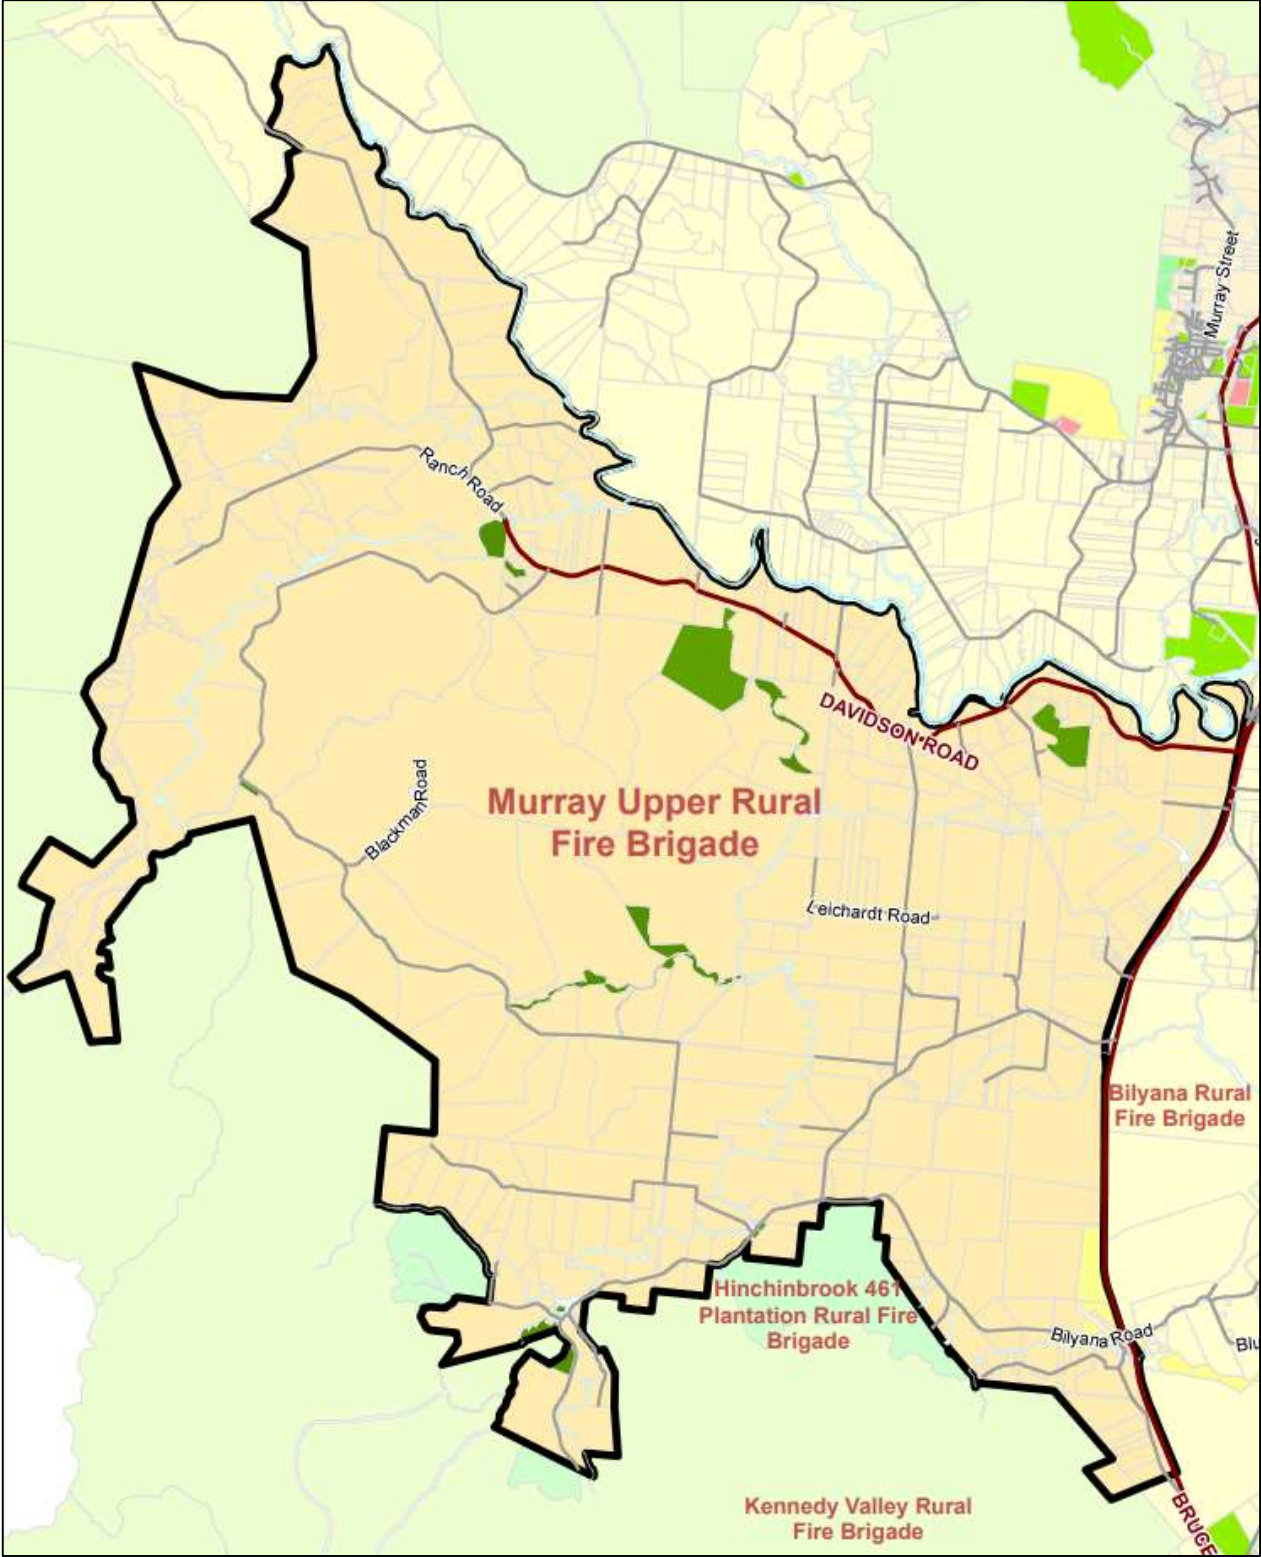 Murray Street
Ranch Road
DAVIDSON ROAD
Blackman Road
Murray Upper Rural
Fire Brigade
Leichardt Road
Bilyana Rural
Fire Brigade
Hinchinbrook 461
Plantation Rural Fire
Brigade
Bilyana Road
Blu
Kennedy Valley Rural
Fire Brigade
BRUCE